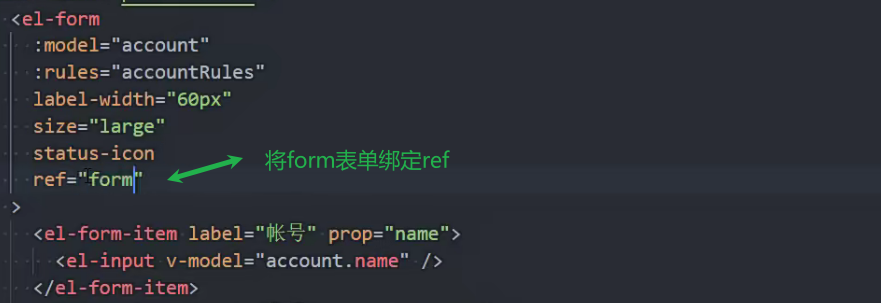 <el-form
:model="account"
:rules="accountRules"
label-width="60px"
size="large"
status-icon
将form表单绑定ref
ref="form"
>
<el-form-item label="帐号" prop="name">
<el-input v-model="account.name" />
</el-form-item>